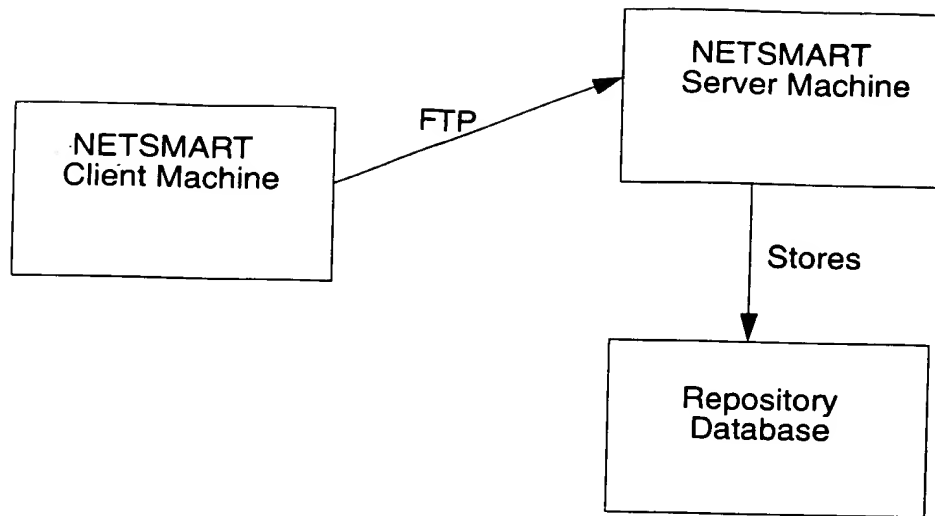 NETSMART
Server Machine
FTP
NETSMART
Client Machine
Stores
Repository
Database